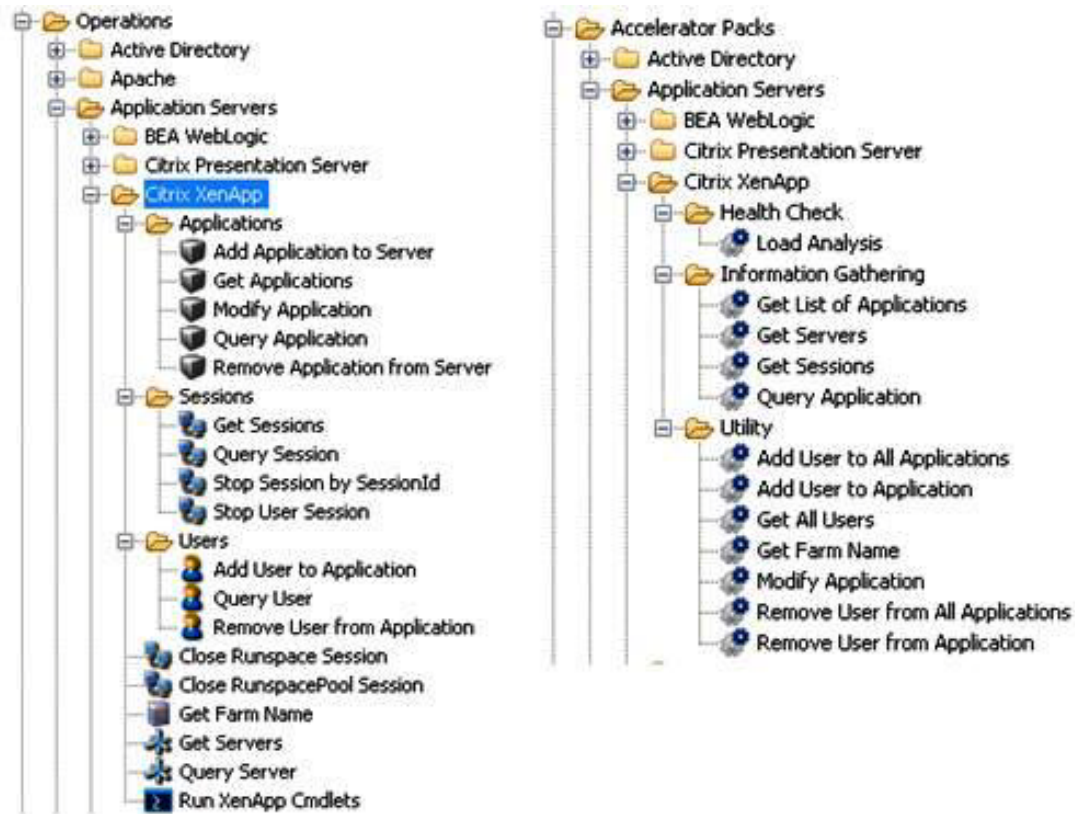 Operations
Active Directory
Apache
Application Servers
BEA WebLogic
Citrix Presentation Server
Citrix XenApp
Applications
Add Application to Server
Get Applications
Modify Application
Query Application
Remove Application from Server
Sessions
Get Sessions
Query Session
Stop Session by SessionId
Stop User Session
Users
Add User to Application
Query User
Remove User from Application
Close Runspace Session
Close RunspacePool Session
Get Farm Name
Get Servers
Query Server
Run XenApp Cmdlets
Accelerator Packs
Active Directory
Application Servers
BEA WebLogic
Citrix Presentation Server
Citrix XenApp
Health Check
Load Analysis
Information Gathering
Get List of Applications
Get Servers
Get Sessions
Query Application
Utility
Add User to All Applications
Add User to Application
Get All Users
Get Farm Name
Modify Application
Remove User from All Applications
Remove User from Application